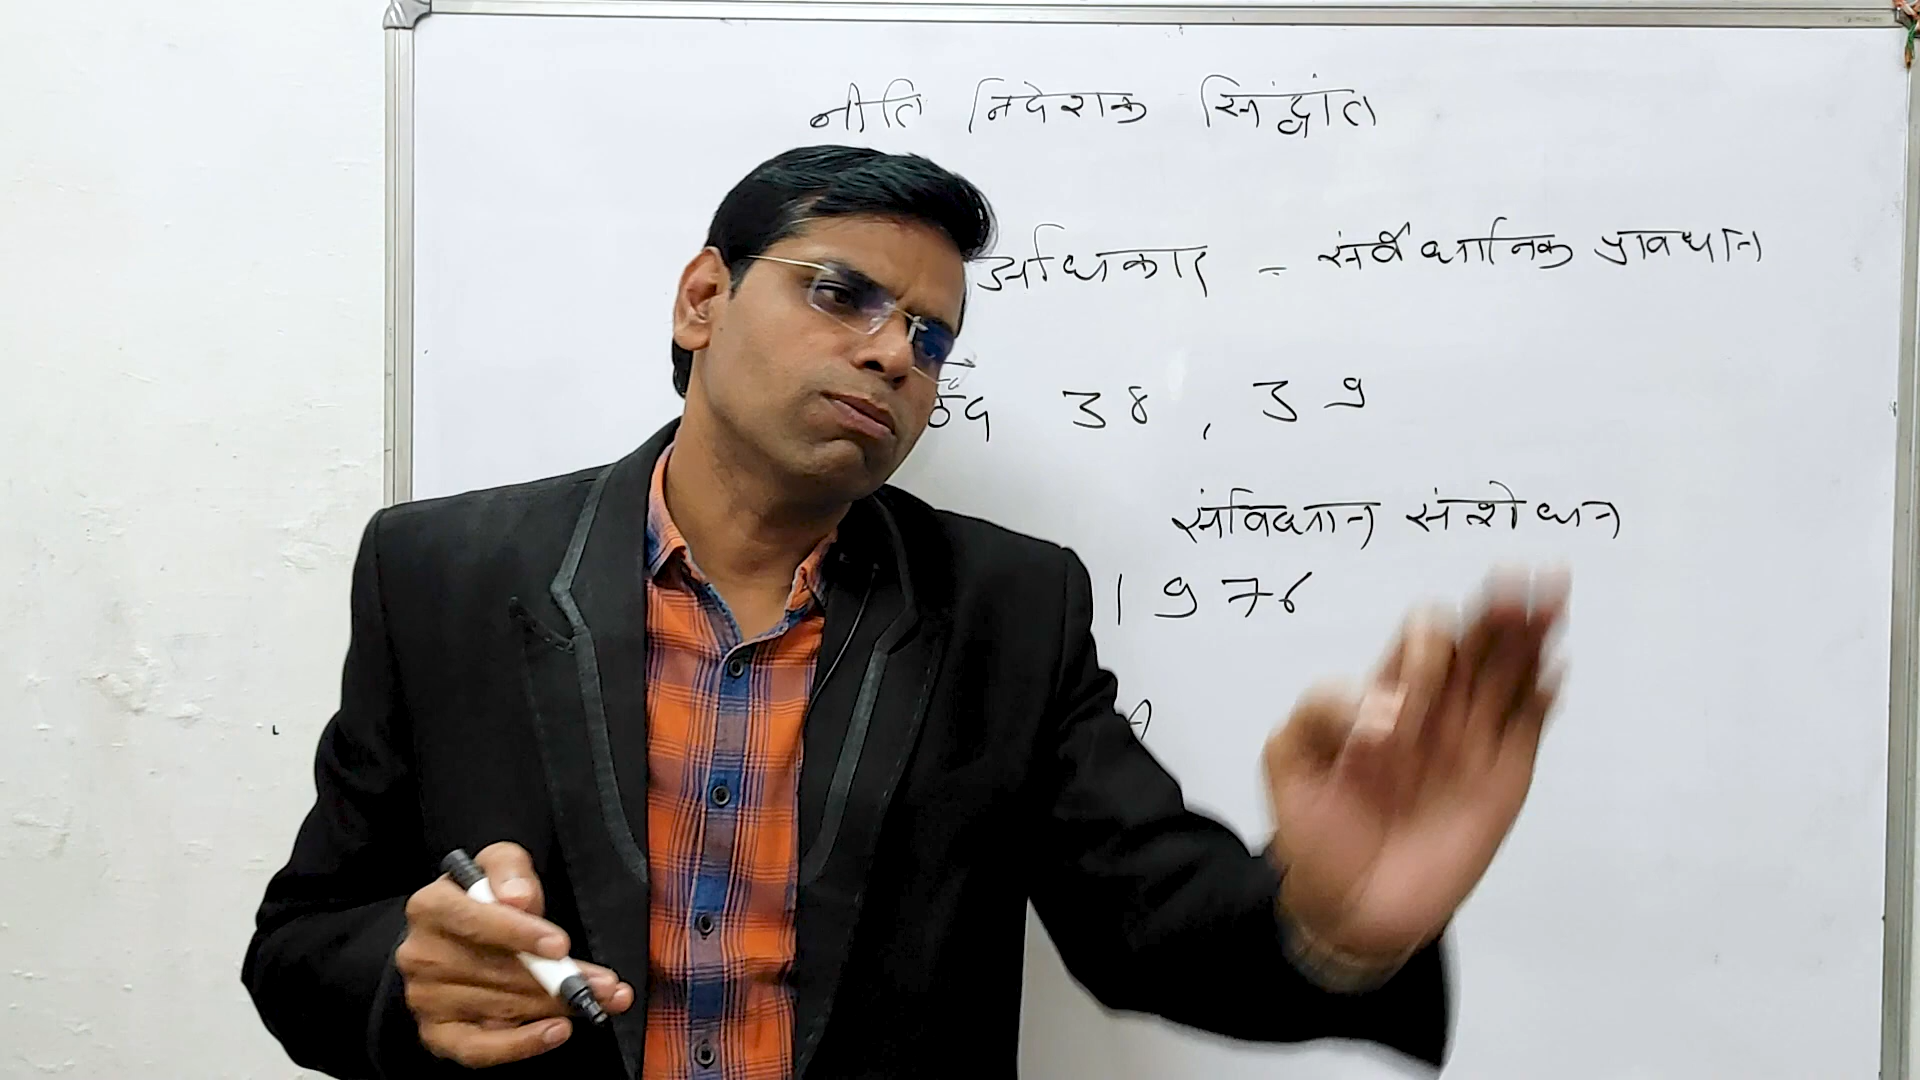 नीति निदेशक सिंद्धांत
अधिकार - संवैधानिक प्रावधान
38, 39
संविधान संशोधन
1976